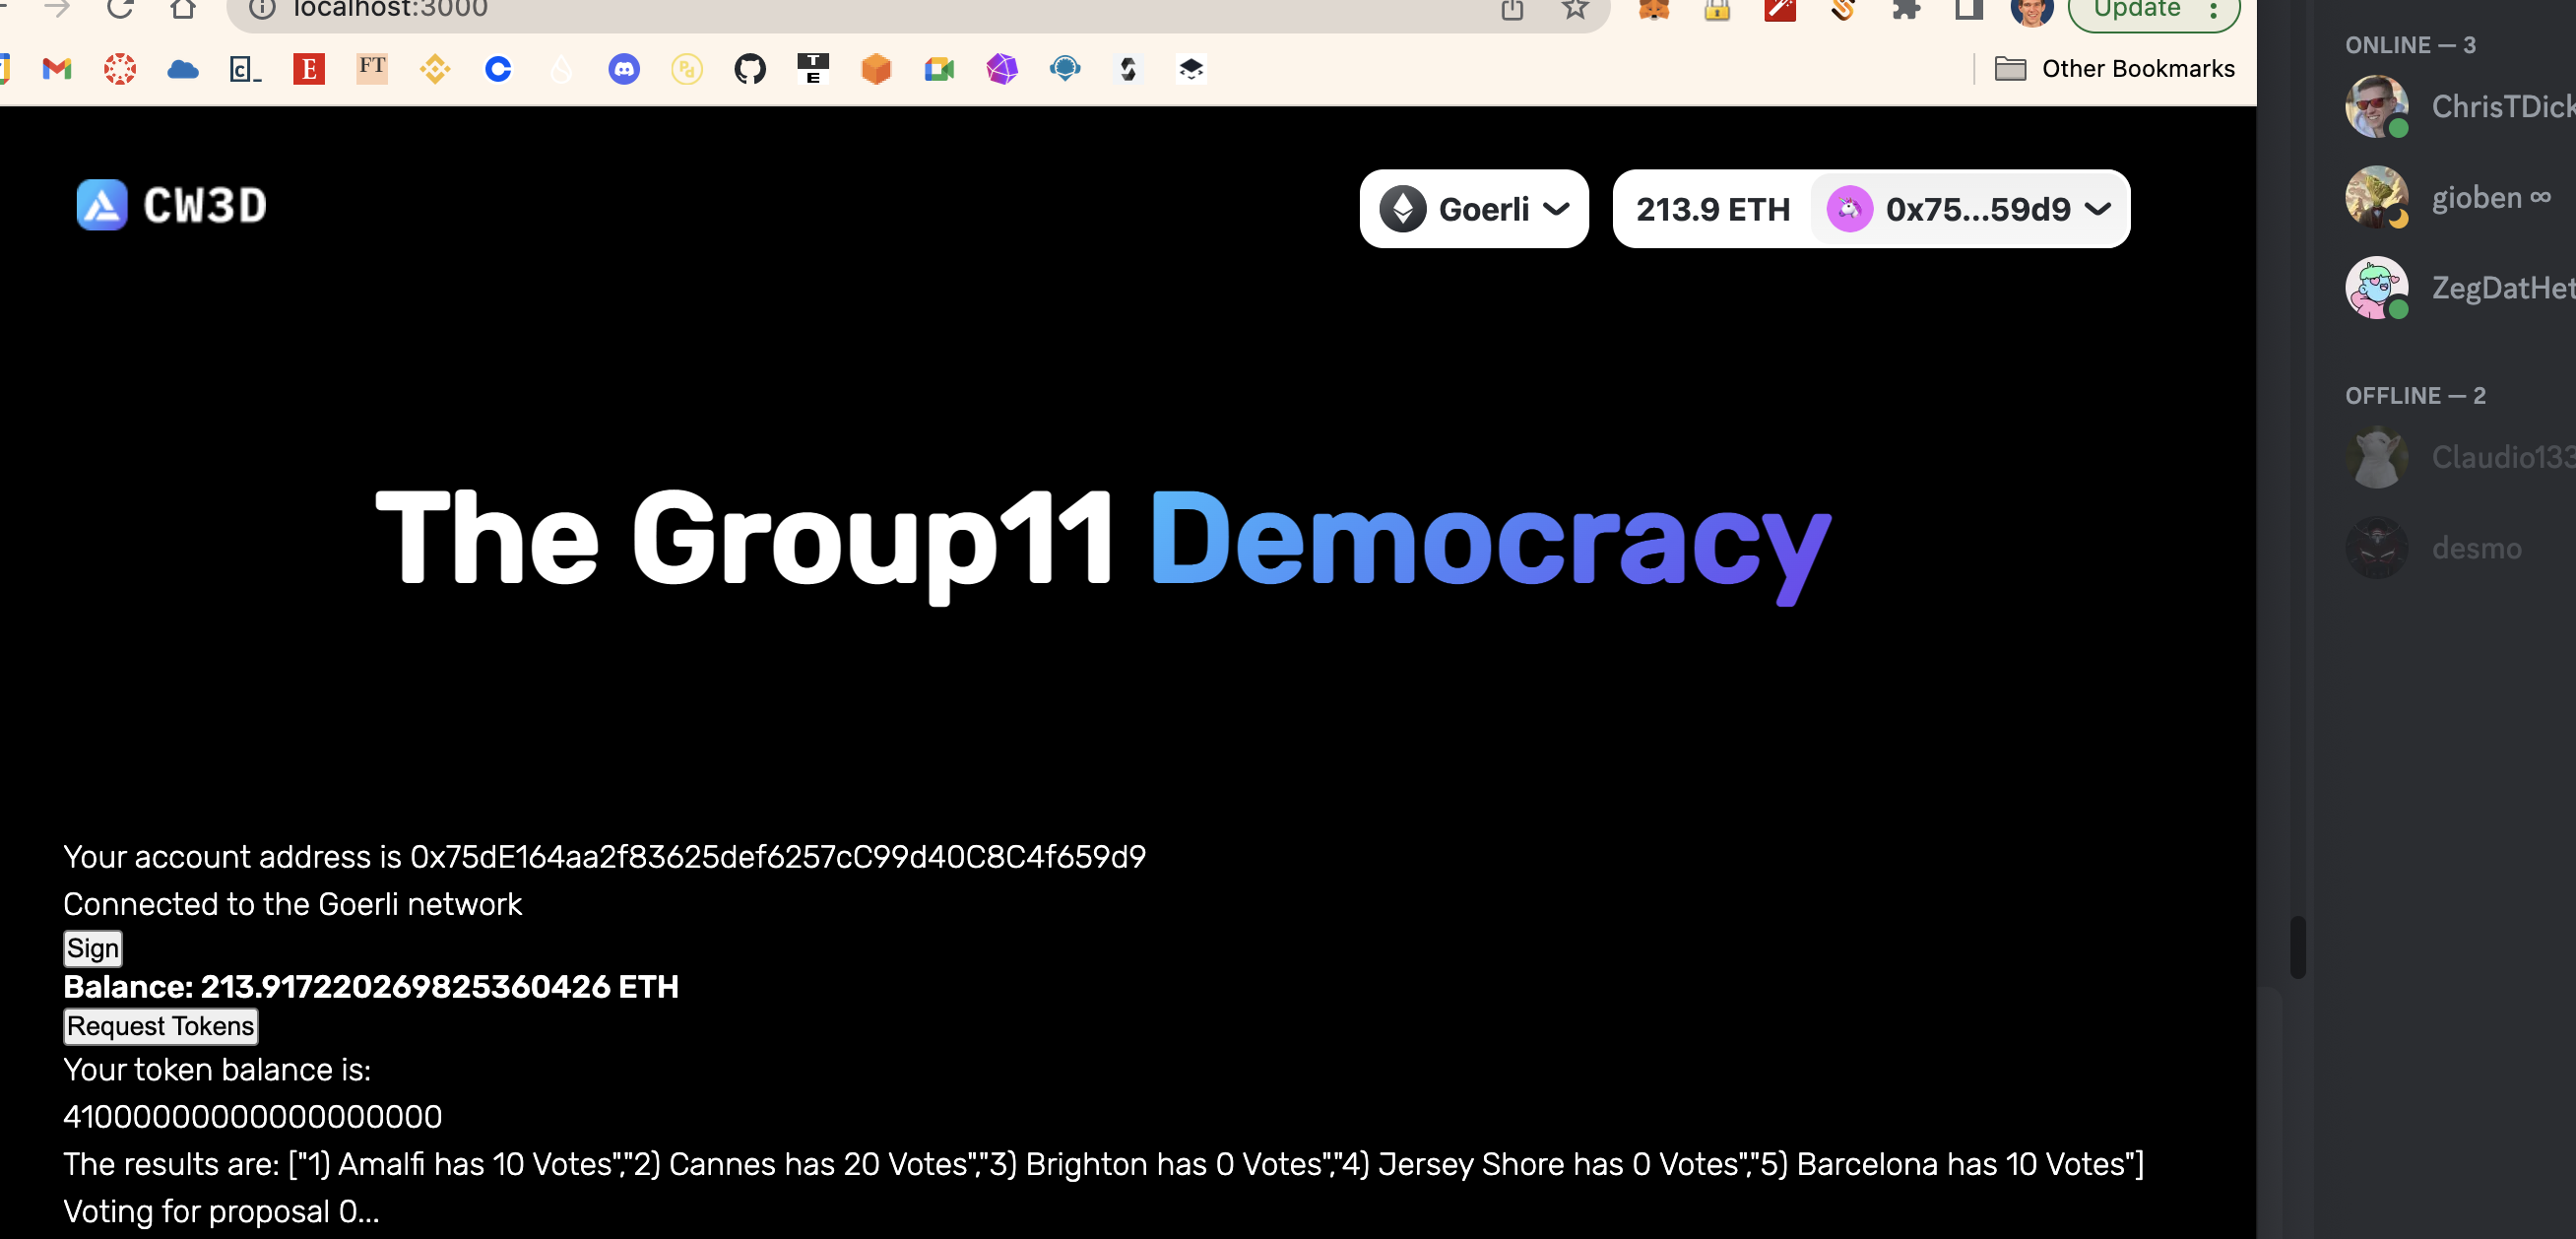 localhost:3000
Update
Other Bookmarks
CW3D
Goerli
213.9 ETH
0x75...59d9
The Group11 Democracy
Your account address is 0x75dE164aa2f83625def6257cC99d40C8C4f659d9
Connected to the Goerli network
Sign
Balance: 213.917220269825360426 ETH
Request Tokens
Your token balance is:
41000000000000000000
The results are: ["1) Amalfi has 10 Votes","2) Cannes has 20 Votes","3) Brighton has 0 Votes","4) Jersey Shore has 0 Votes","5) Barcelona has 10 Votes"]
Voting for proposal 0...
ONLINE — 3
ChrisTDick
gioben ∞
ZegDatHet
OFFLINE — 2
Claudio133
desmo